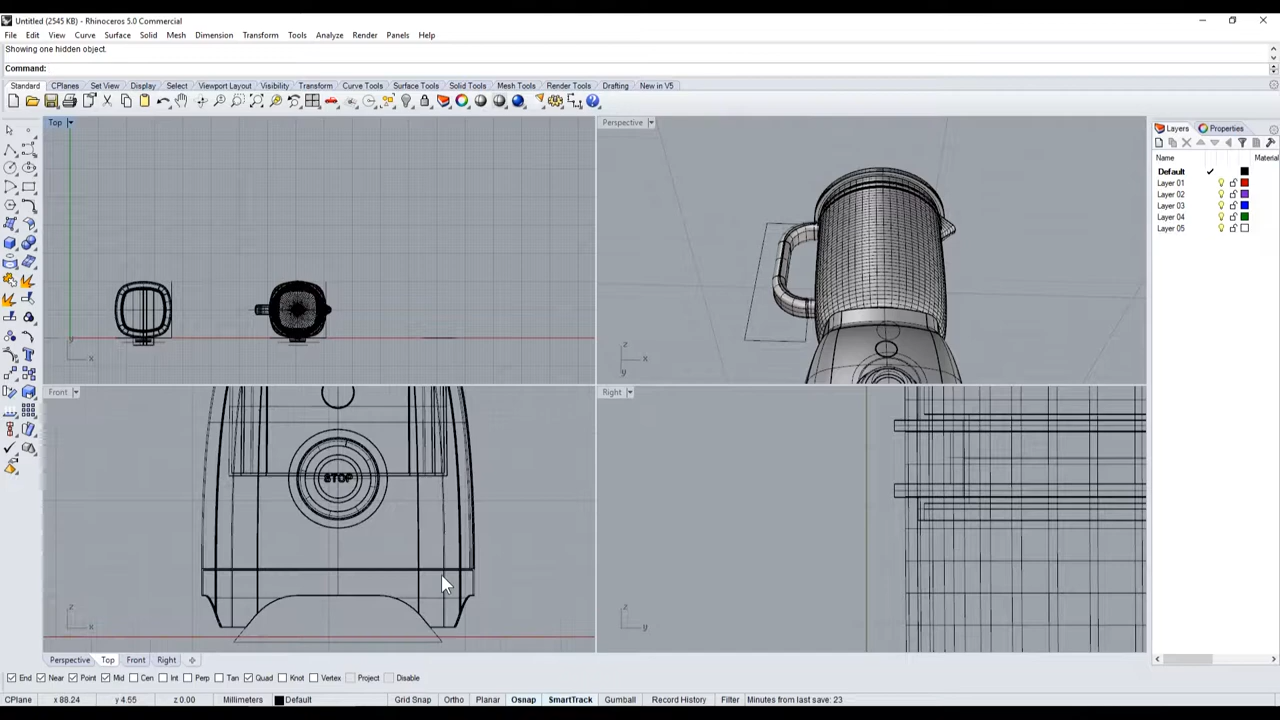 Untitled (2545 KB) - Rhinoceros 5.0 Commercial
File Edit View Curve Surface Solid Mesh Dimension Transform Tools Analyze Render Panels Help
Showing one hidden object.
Command:
Standard CPlanes Set View Display Select Viewport Layout Visibility Transform Curve Tools Surface Tools Solid Tools Mesh Tools Render Tools Drafting New in V5
Top
Perspective
Layers Properties
Name Material
Default
Layer 01
Layer 02
Layer 03
Layer 04
Layer 05
y x
z x
y
Front
Right
STOP
z x
z y
Perspective Top Front Right
End Near Point Mid Cen Int Perp Tan Quad Knot Vertex Project Disable
CPlane x 88.24 y 4.55 z 0.00 Millimeters Default Grid Snap Ortho Planar Osnap SmartTrack Gumball Record History Filter Minutes from last save: 23